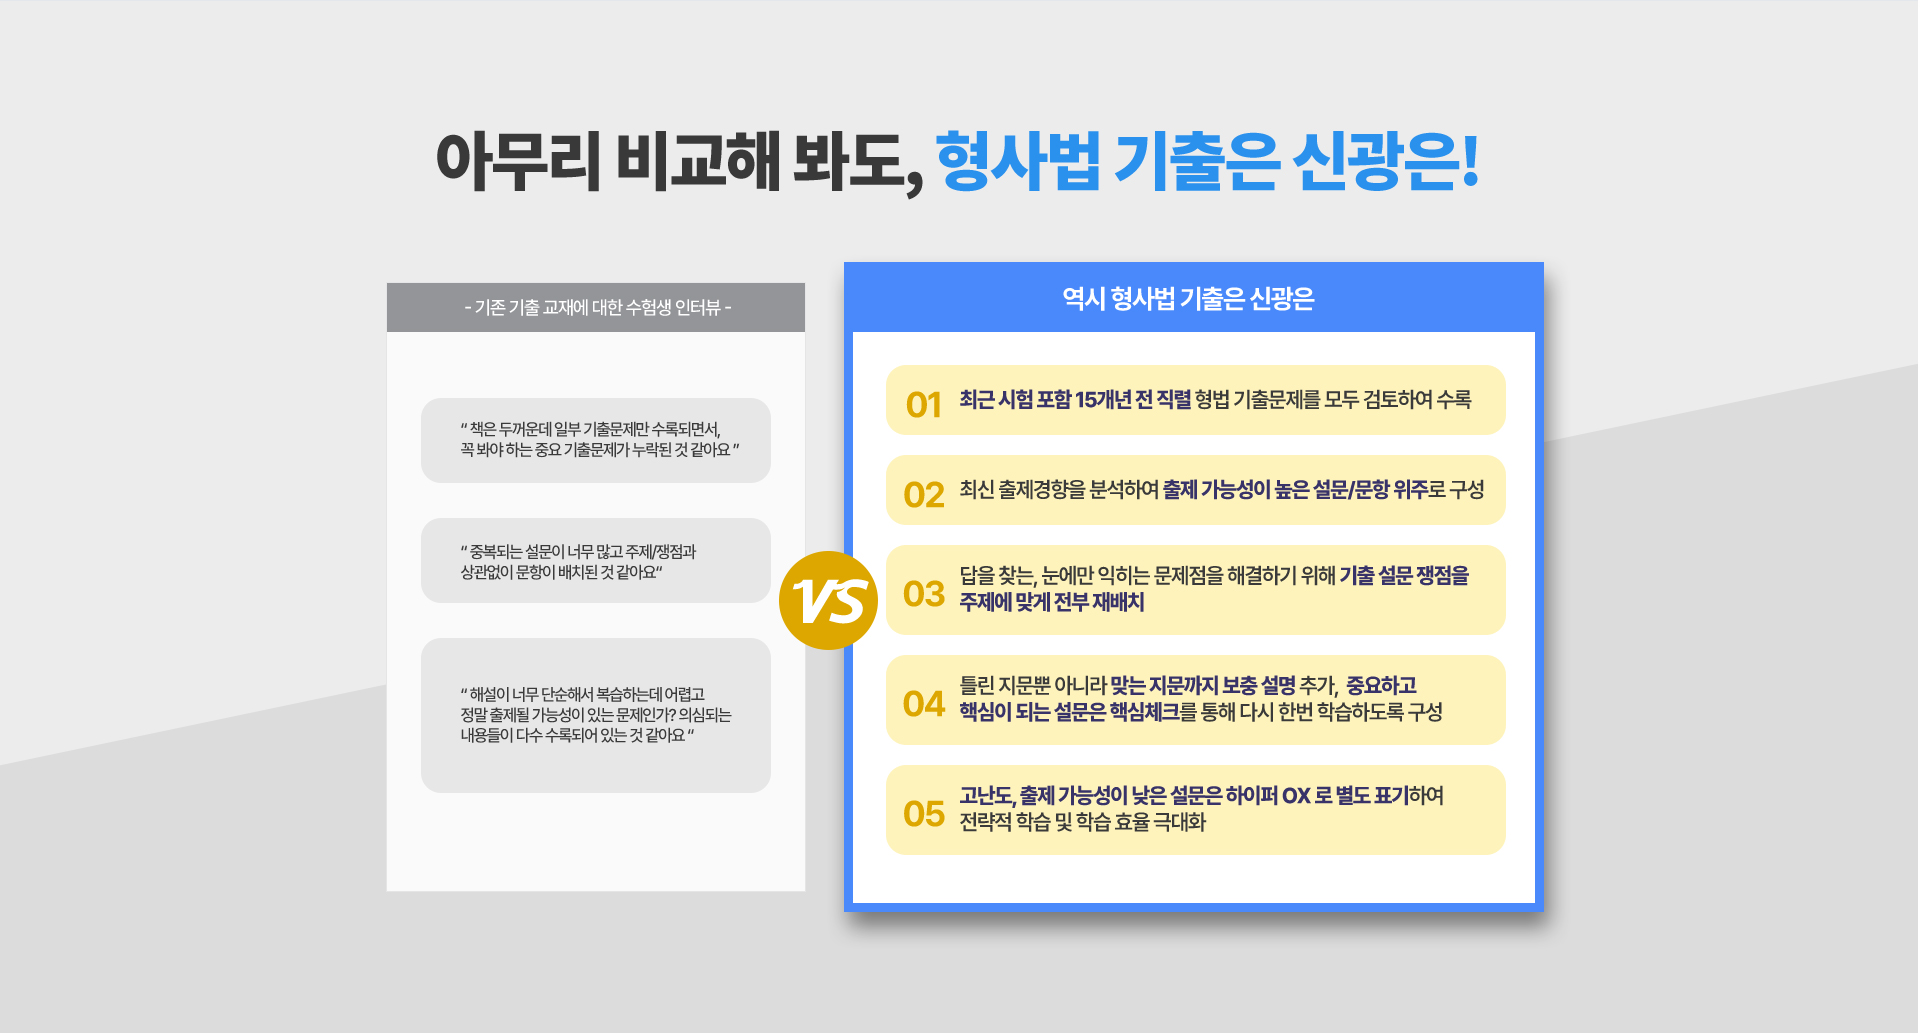 아무리 비교해 봐도, 형사법 기출은 신광은!
- 기존 기출 교재에 대한 수험생 인터뷰 -
“ 책은 두꺼운데 일부 기출문제만 수록되면서,
꼭 봐야 하는 중요 기출문제가 누락된 것 같아요 ”
“ 중복되는 설문이 너무 많고 주제/쟁점과
상관없이 문항이 배치된 것 같아요“
“ 해설이 너무 단순해서 복습하는데 어렵고
정말 출제될 가능성이 있는 문제인가? 의심되는
내용들이 다수 수록되어 있는 것 같아요 “
VS
역시 형사법 기출은 신광은
01 최근 시험 포함 15개년 전 직렬 형법 기출문제를 모두 검토하여 수록
02 최신 출제경향을 분석하여 출제 가능성이 높은 설문/문항 위주로 구성
03 답을 찾는, 눈에만 익히는 문제점을 해결하기 위해 기출 설문 쟁점을
주제에 맞게 전부 재배치
04 틀린 지문뿐 아니라 맞는 지문까지 보충 설명 추가, 중요하고
핵심이 되는 설문은 핵심체크를 통해 다시 한번 학습하도록 구성
05 고난도, 출제 가능성이 낮은 설문은 하이퍼 OX 로 별도 표기하여
전략적 학습 및 학습 효율 극대화